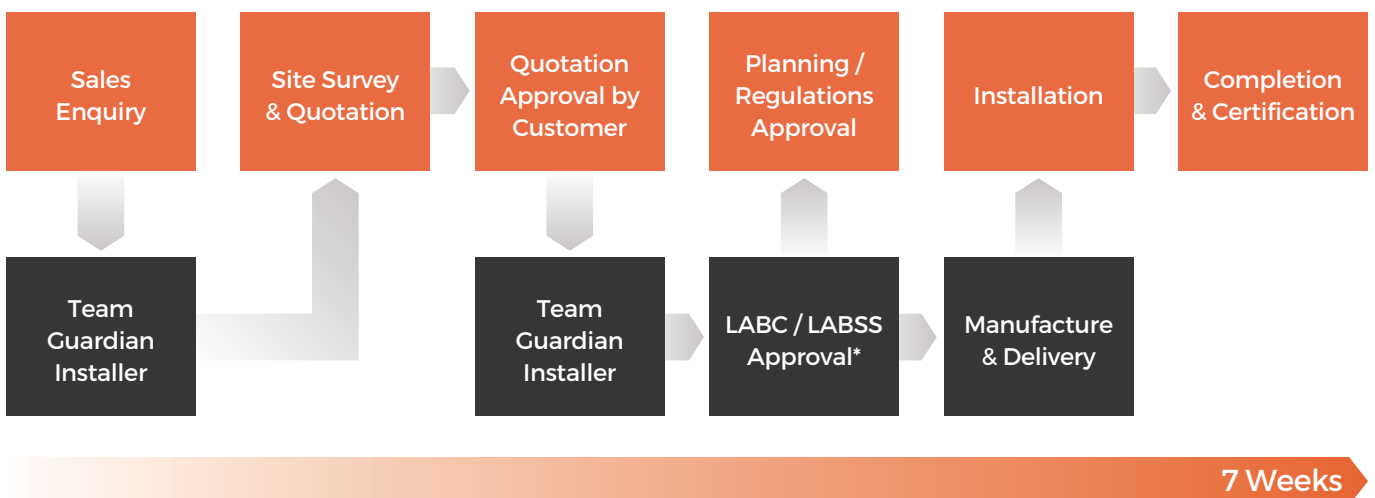 Sales
Enquiry
Site Survey
& Quotation
Quotation
Approval by
Customer
Planning /
Regulations
Approval
Installation
Completion
& Certification
Team
Guardian
Installer
Team
Guardian
Installer
LABC / LABSS
Approval*
Manufacture
& Delivery
7 Weeks